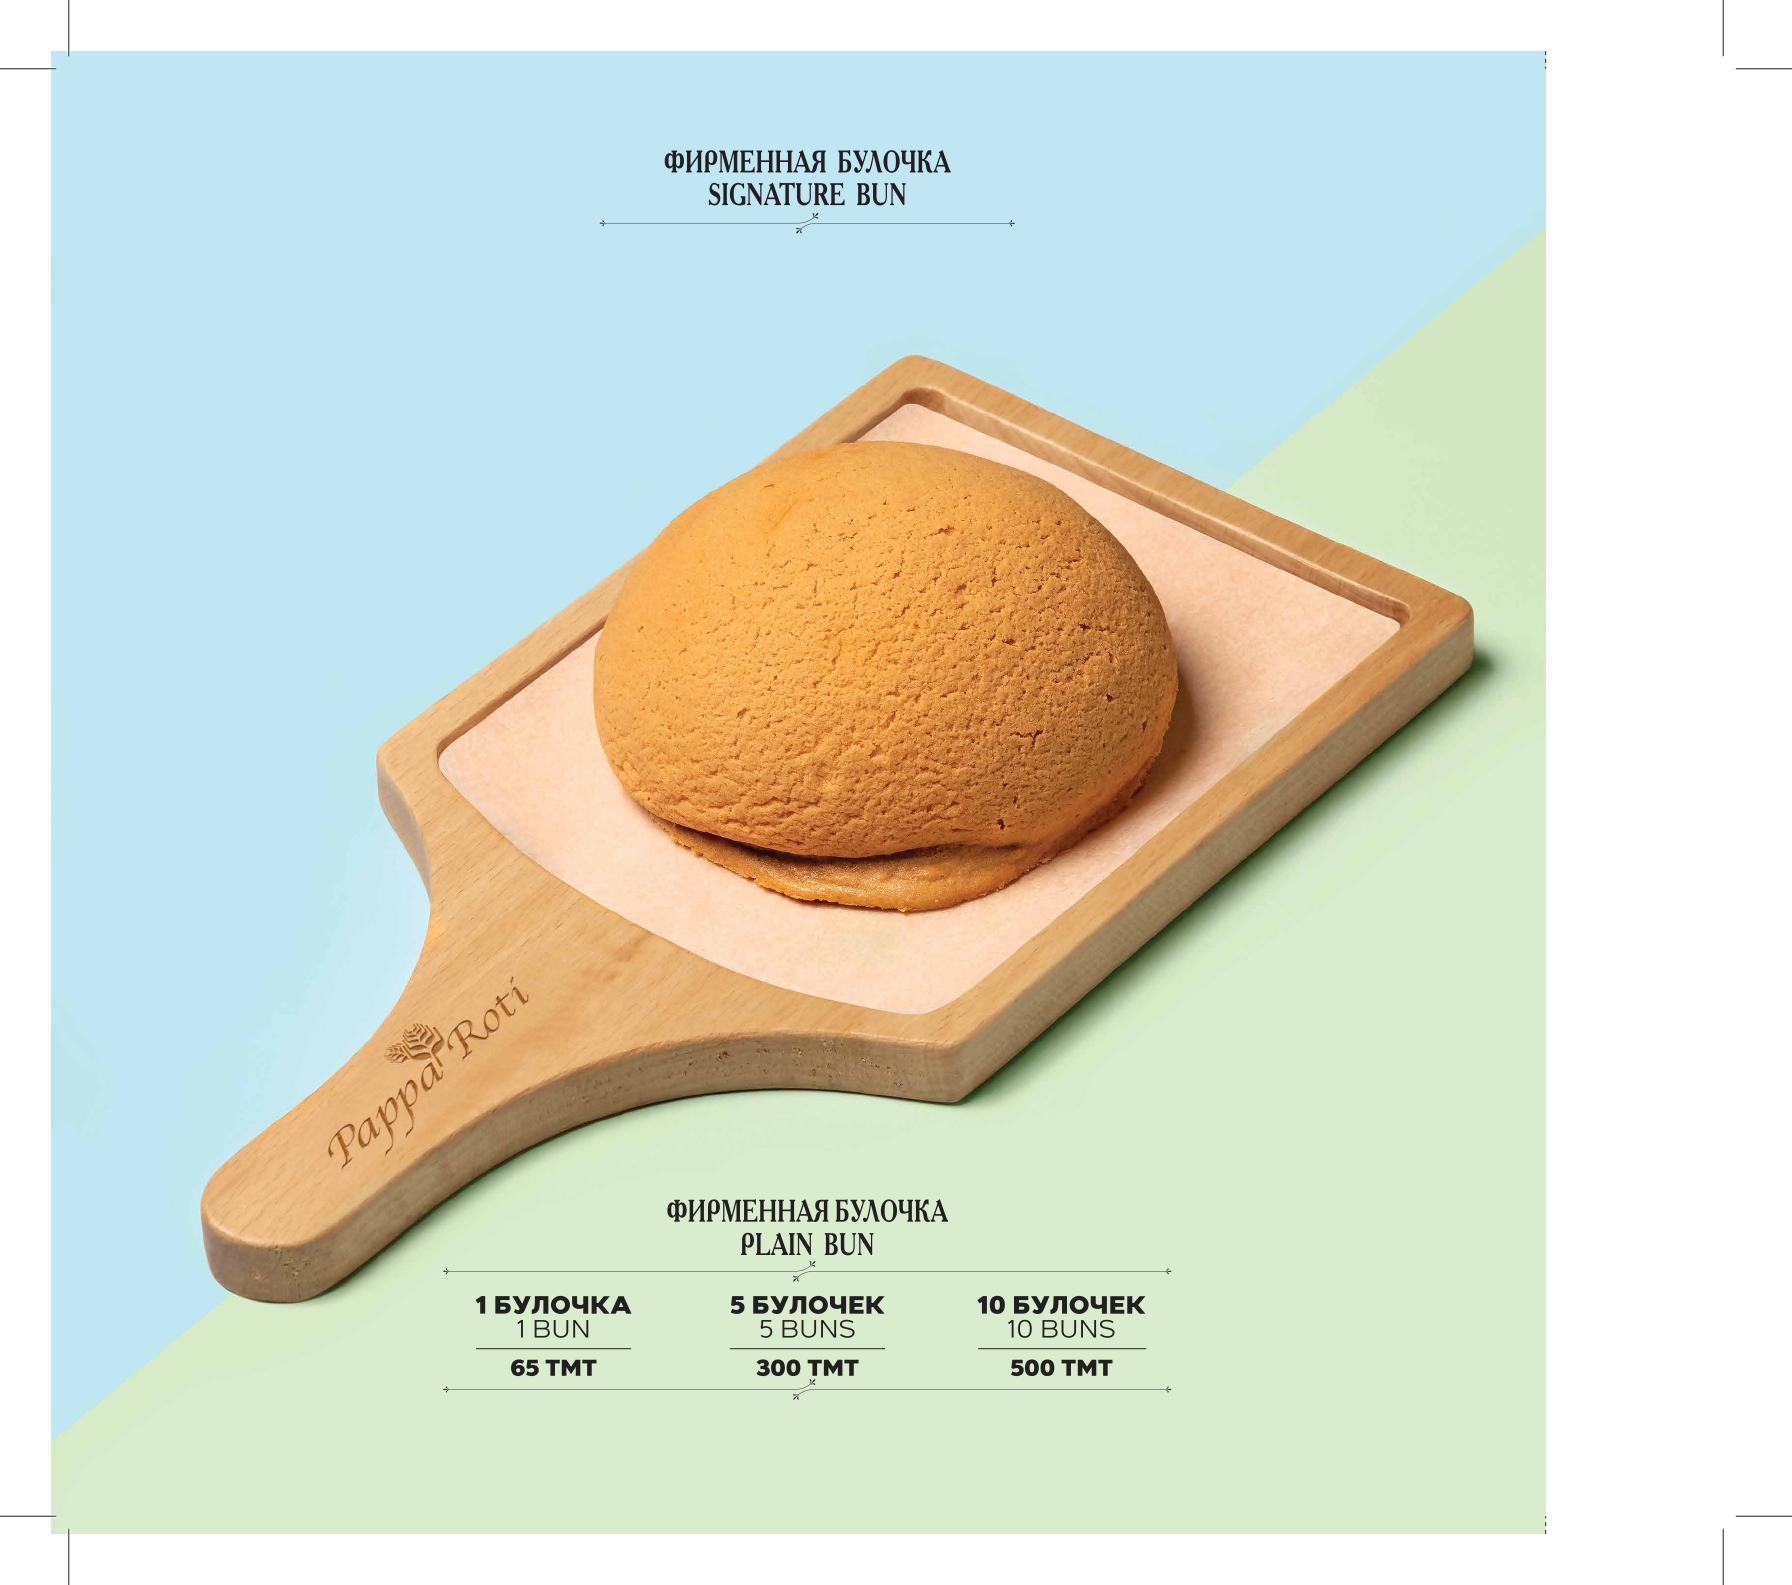 ФИРМЕННАЯ БУЛОЧКА
SIGNATURE BUN
Pappa Roti
ФИРМЕННАЯ БУЛОЧКА
PLAIN BUN
1 БУЛОЧКА
1 BUN
65 TMT
5 БУЛОЧЕК
5 BUNS
300 TMT
10 БУЛОЧЕК
10 BUNS
500 TMT